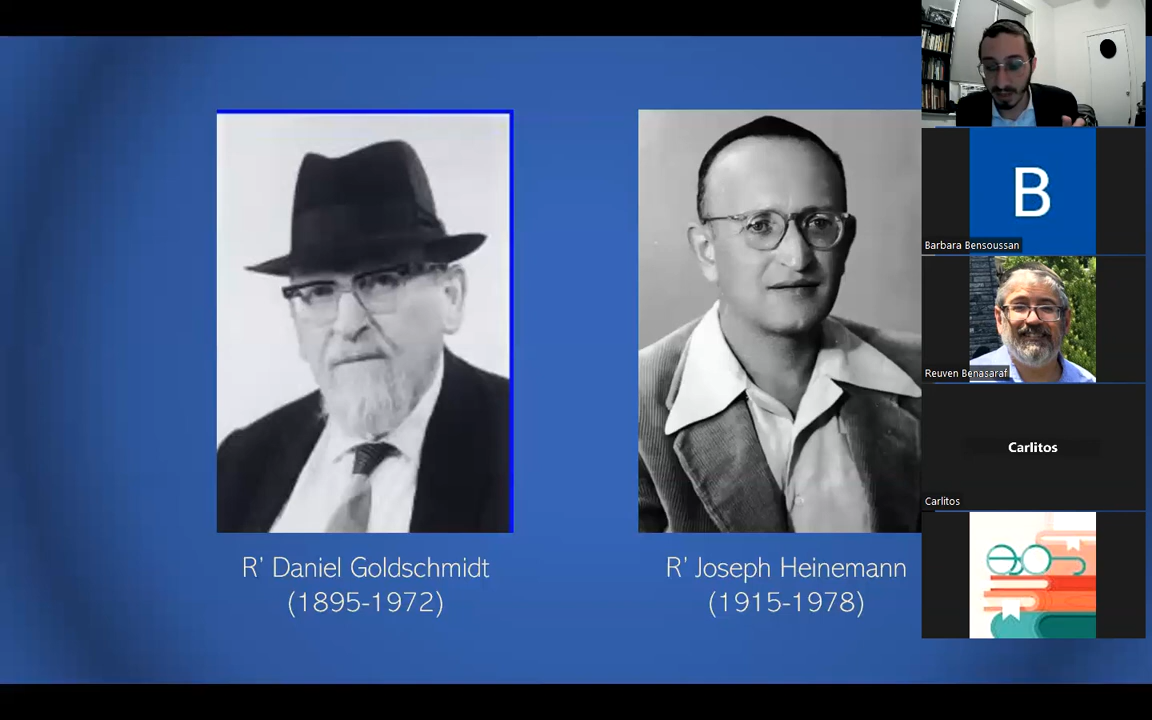 R' Daniel Goldschmidt
(1895-1972)
R' Joseph Heinemann
(1915-1978)
B
Barbara Bensoussan
Reuven Benasaraf
Carlitos
Carlitos